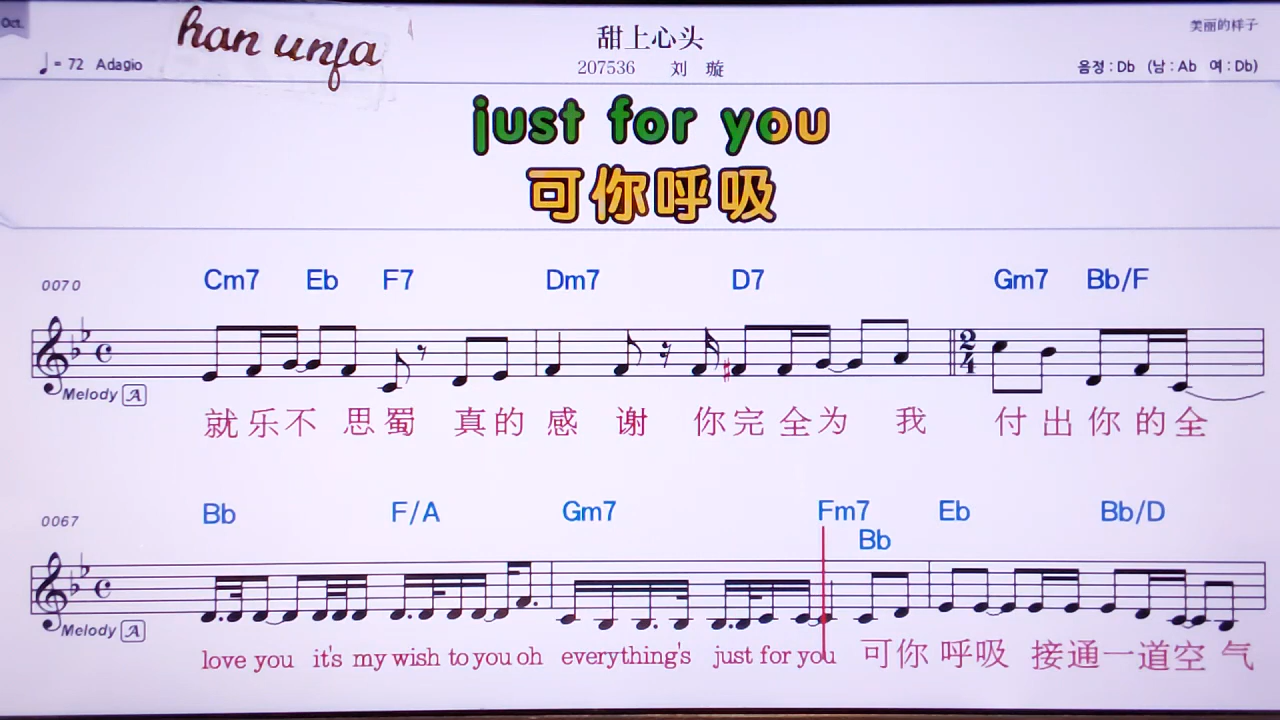 Oct.
han unfa
甜上心头
美丽的样子
= 72 Adagio
207536 刘 璇
음정 : Db (남 : Ab 여 : Db)
just for you
可你呼吸
0070
Cm7 Eb F7 Dm7 D7 Gm7 Bb/F
2
4
Melody A
就乐不 思蜀 真的 感 谢 你完全为 我 付出你的全
0067
Bb F/A Gm7 Fm7 Eb Bb/D
Bb
Melody A
love you it's my wish to you oh everything's just for you 可你 呼吸 接通一道空 气